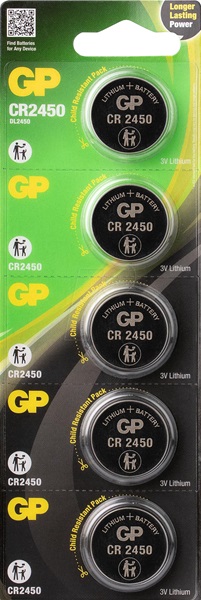 Find Batteries
for Any Device
Longer
Lasting
Power
GP
CR2450
DL2450
Child Resistant Pack
LITHIUM + BATTERY
GP
CR 2450
3V Lithium
GP
CR2450
Child Resistant Pack
LITHIUM + BATTERY
GP
CR 2450
3V Lithium
GP
CR2450
Child Resistant Pack
LITHIUM + BATTERY
GP
CR 2450
3V Lithium
GP
CR2450
Child Resistant Pack
LITHIUM + BATTERY
GP
CR 2450
3V Lithium
GP
CR2450
Child Resistant Pack
LITHIUM + BATTERY
GP
CR 2450
3V Lithium